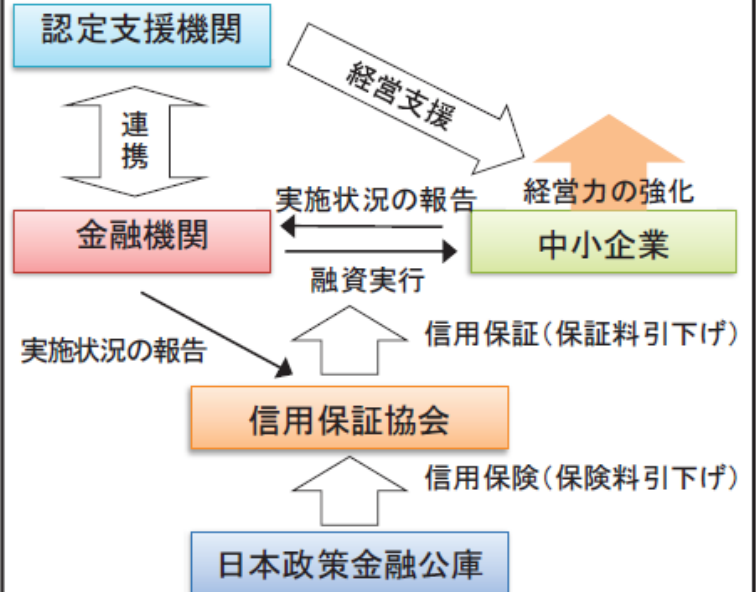 認定支援機関
経営支援
連携
経営力の強化
実施状況の報告
金融機関
中小企業
融資実行
信用保証(保証料引下げ)
実施状況の報告
信用保証協会
信用保険(保険料引下げ)
日本政策金融公庫